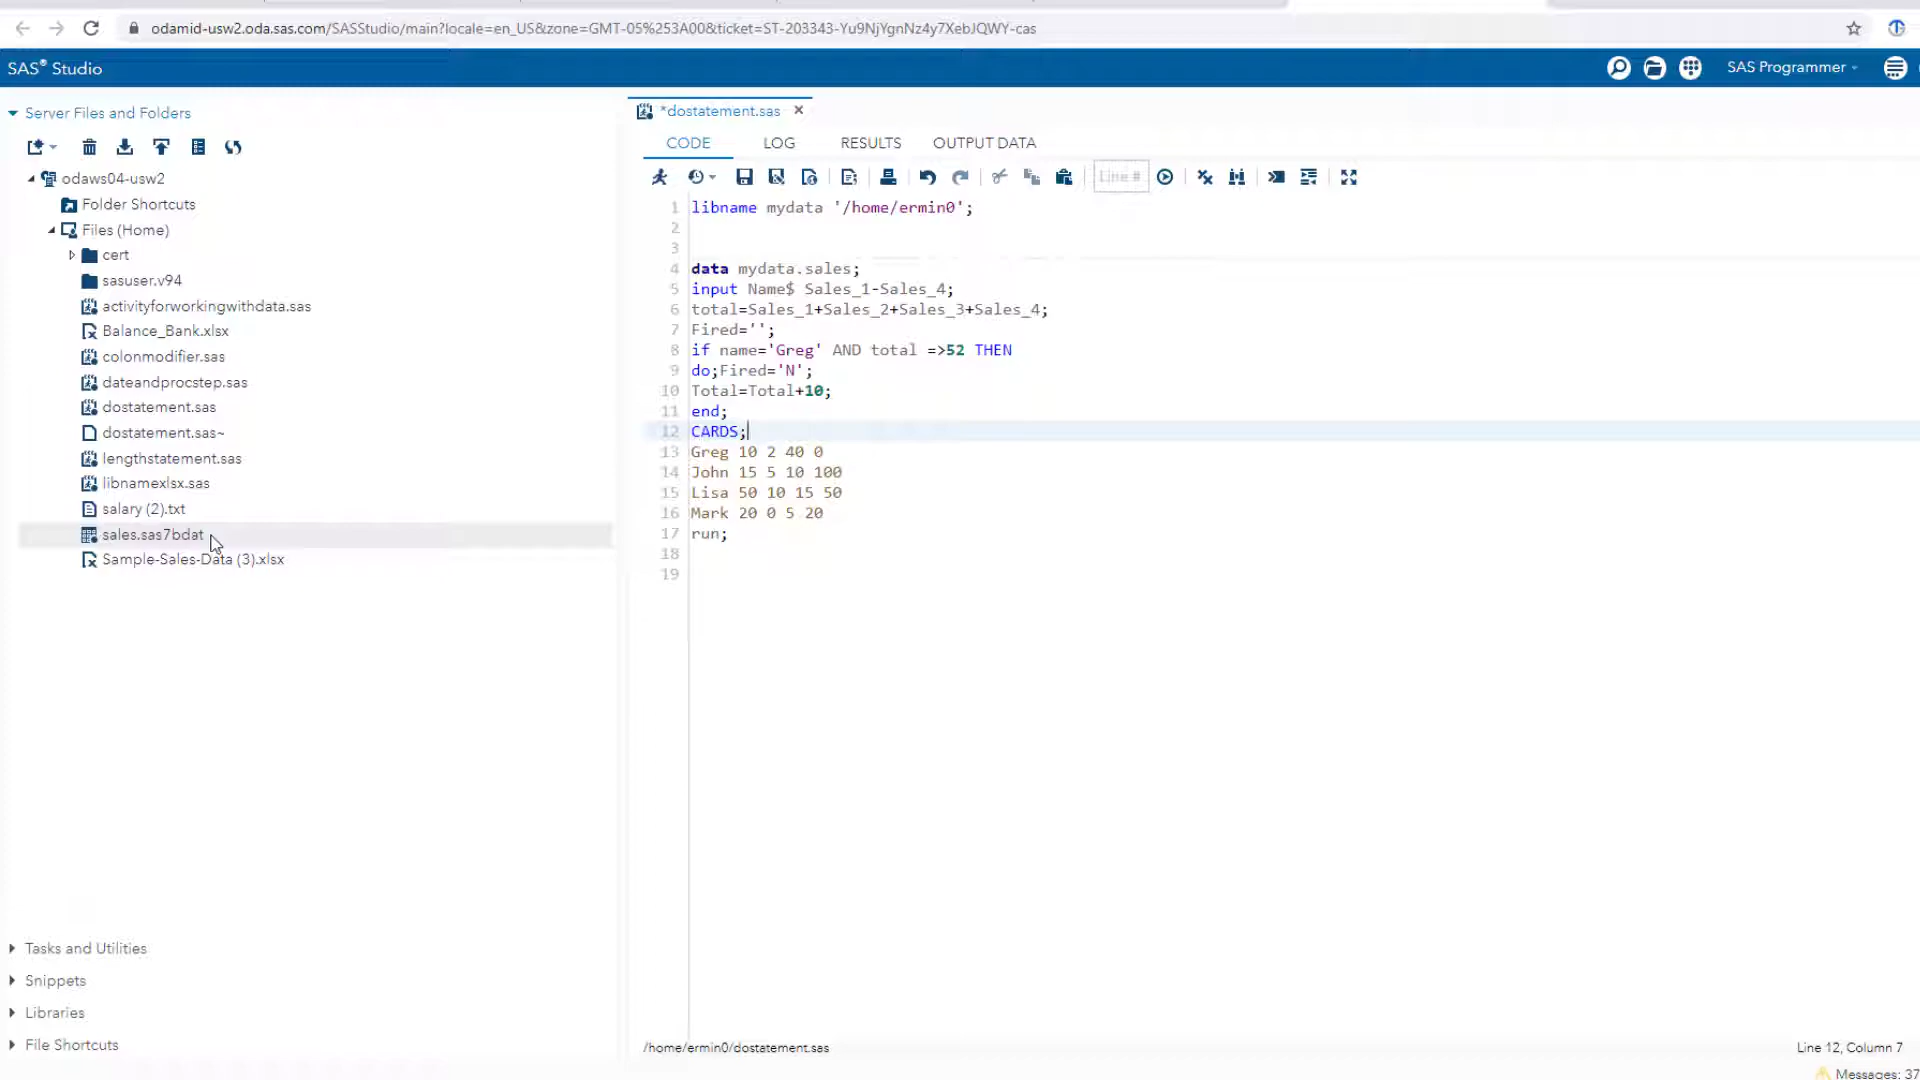 odamid-usw2.oda.sas.com/SASStudio/main?locale=en_US&zone=GMT-05%253A00&ticket=ST-203343-Yu9NjYgnNz4y7XebJQWY-cas
SAS® Studio
SAS Programmer
Server Files and Folders
odaws04-usw2
Folder Shortcuts
Files (Home)
cert
sasuser.v94
activityforworkingwithdata.sas
Balance_Bank.xlsx
colonmodifier.sas
dateandprocstep.sas
dostatement.sas
dostatement.sas~
lengthstatement.sas
libnamexlsx.sas
salary (2).txt
sales.sas7bdat
Sample-Sales-Data (3).xlsx
Tasks and Utilities
Snippets
Libraries
File Shortcuts
*dostatement.sas
CODE LOG RESULTS OUTPUT DATA
Line #
1 libname mydata '/home/ermin0';
2
3
4 data mydata.sales;
5 input Name$ Sales_1-Sales_4;
6 total=Sales_1+Sales_2+Sales_3+Sales_4;
7 Fired='';
8 if name='Greg' AND total =>52 THEN
9 do;Fired='N';
10 Total=Total+10;
11 end;
12 CARDS;
13 Greg 10 2 40 0
14 John 15 5 10 100
15 Lisa 50 10 15 50
16 Mark 20 0 5 20
17 run;
18
19
/home/ermin0/dostatement.sas
Line 12, Column 7
Messages: 37